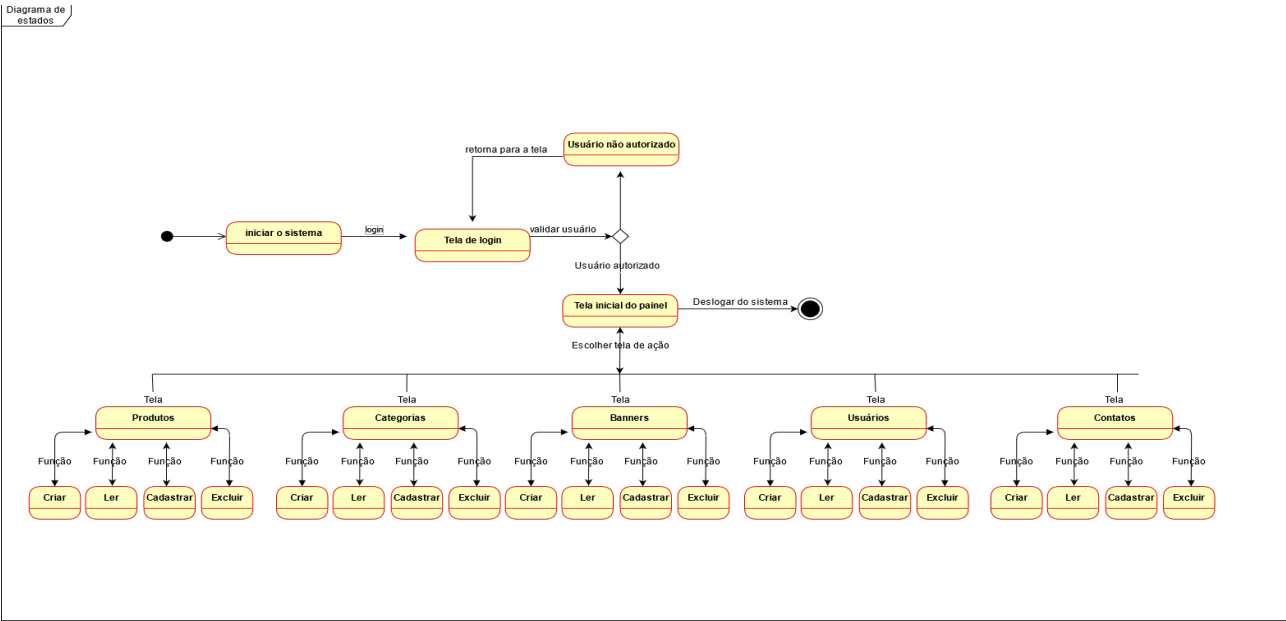 Diagrama de
estados
Usuário não autorizado
retorna para a tela
iniciar o sistema
login
Tela de login
validar usuário
Usuário autorizado
Tela inicial do painel
Deslogar do sistema
Escolher tela de ação
Tela Tela Tela Tela Tela
Produtos Categorias Banners Usuários Contatos
Função Função Função Função Função Função Função Função Função Função Função Função Função Função Função Função Função Função Função Função
Criar Ler Cadastrar Excluir Criar Ler Cadastrar Excluir Criar Ler Cadastrar Excluir Criar Ler Cadastrar Excluir Criar Ler Cadastrar Excluir